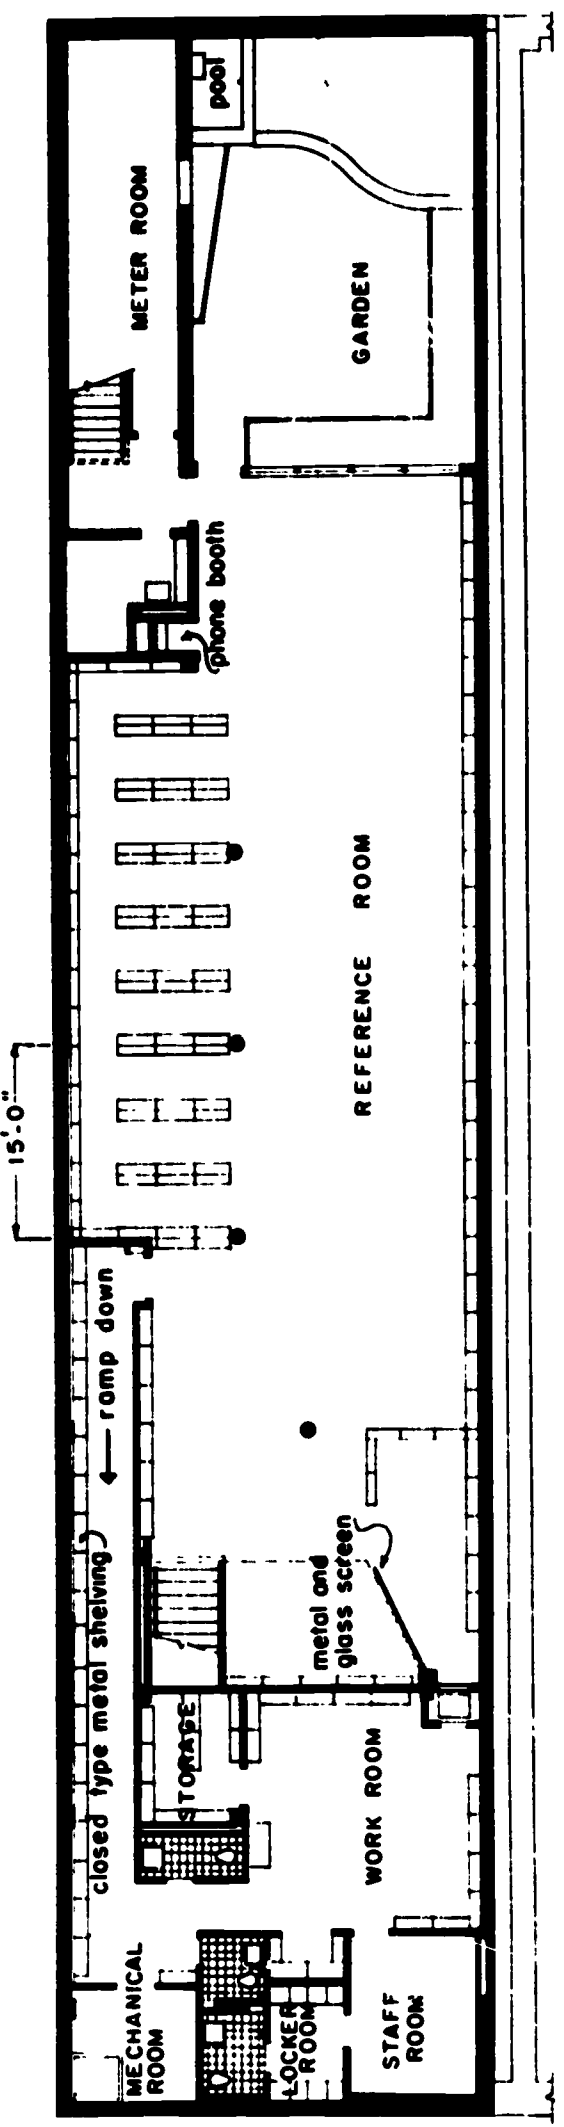 pool
METER ROOM
GARDEN
phone booth
REFERENCE ROOM
15'-0"
ramp down
closed type metal shelving
metal and
glass screen
STORAGE
WORK ROOM
MECHANICAL
ROOM
LOCKER
ROOM
STAFF
ROOM